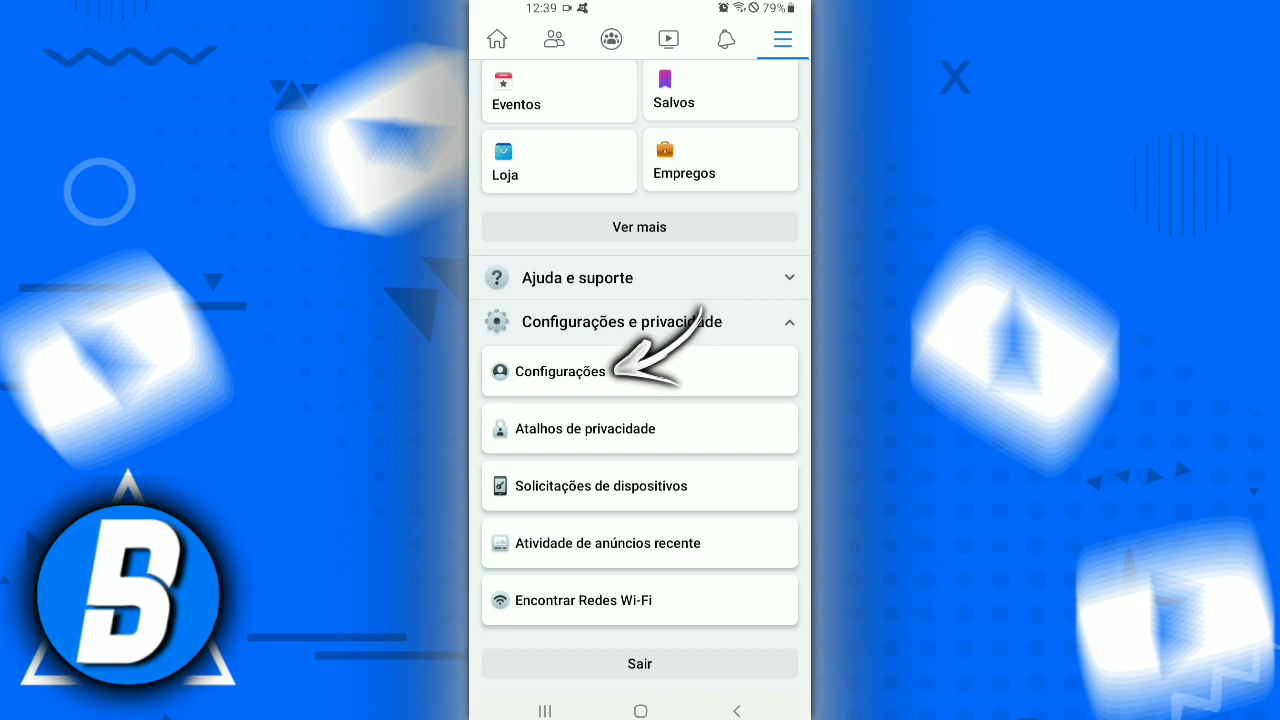 12:39
79%
Eventos
Salvos
Loja
Empregos
Ver mais
Ajuda e suporte
Configurações e privacidade
Configurações
Atalhos de privacidade
Solicitações de dispositivos
Atividade de anúncios recente
Encontrar Redes Wi-Fi
Sair
B